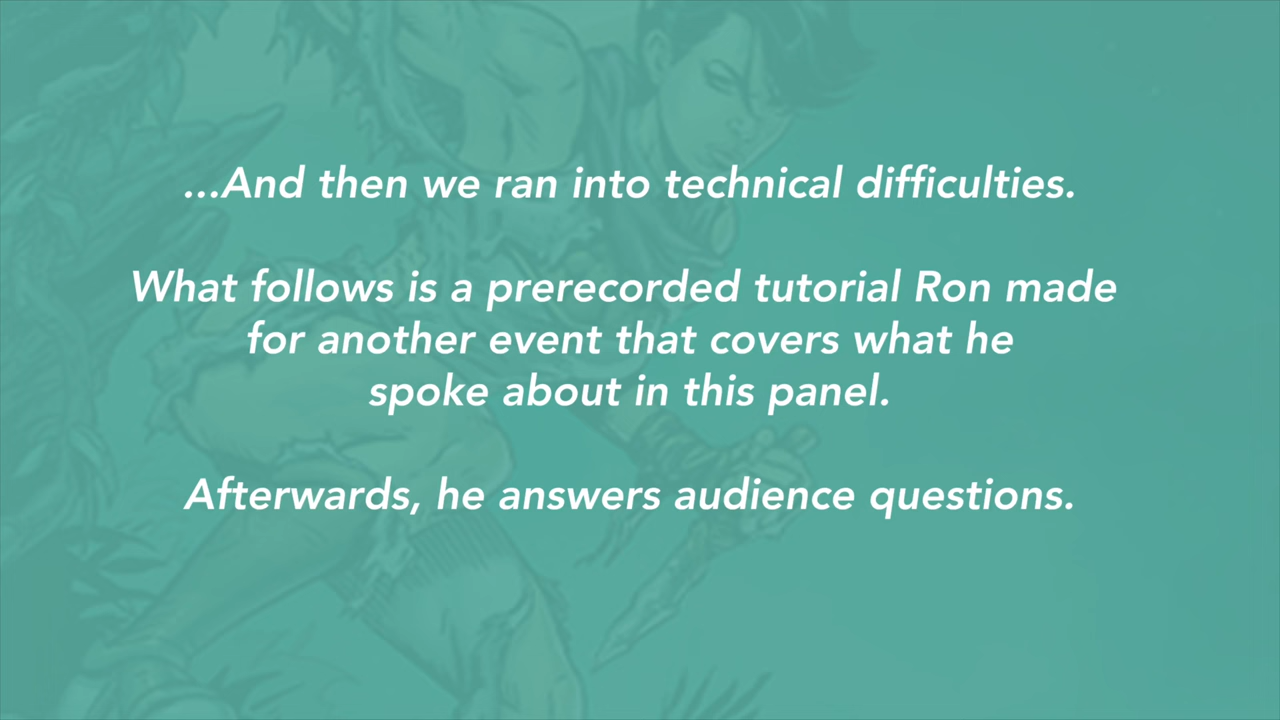 ...And then we ran into technical difficulties.
What follows is a prerecorded tutorial Ron made
for another event that covers what he
spoke about in this panel.
Afterwards, he answers audience questions.